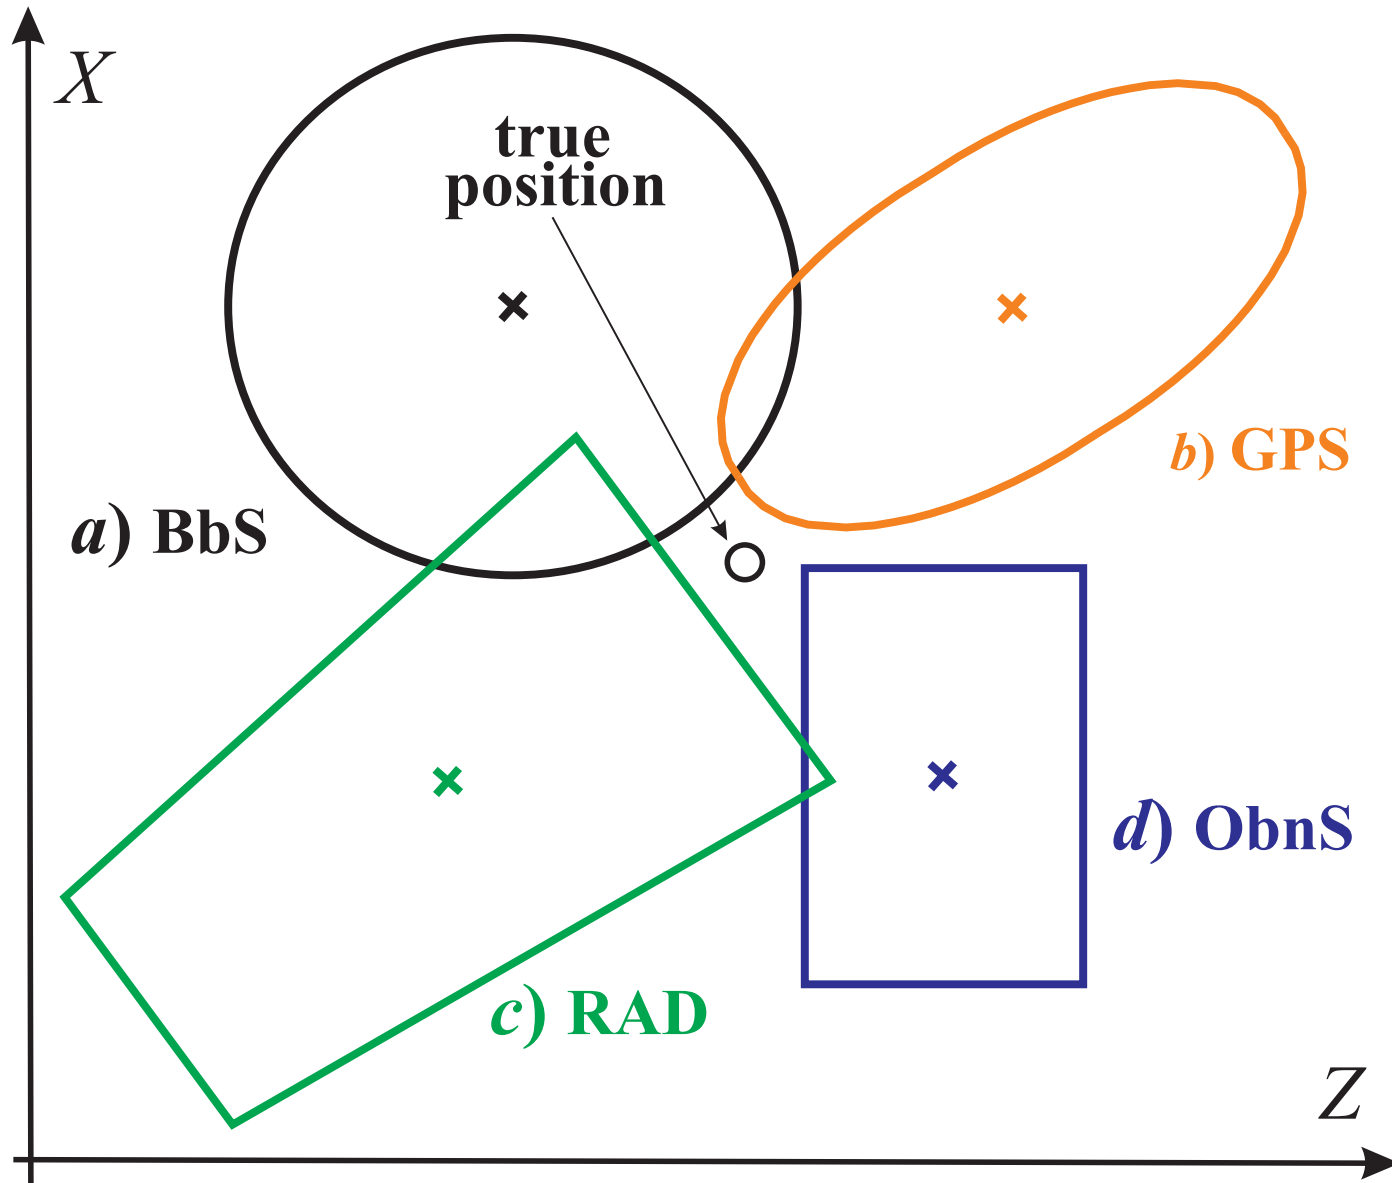 X
true
position
b) GPS
a) BbS
d) ObnS
c) RAD
Z